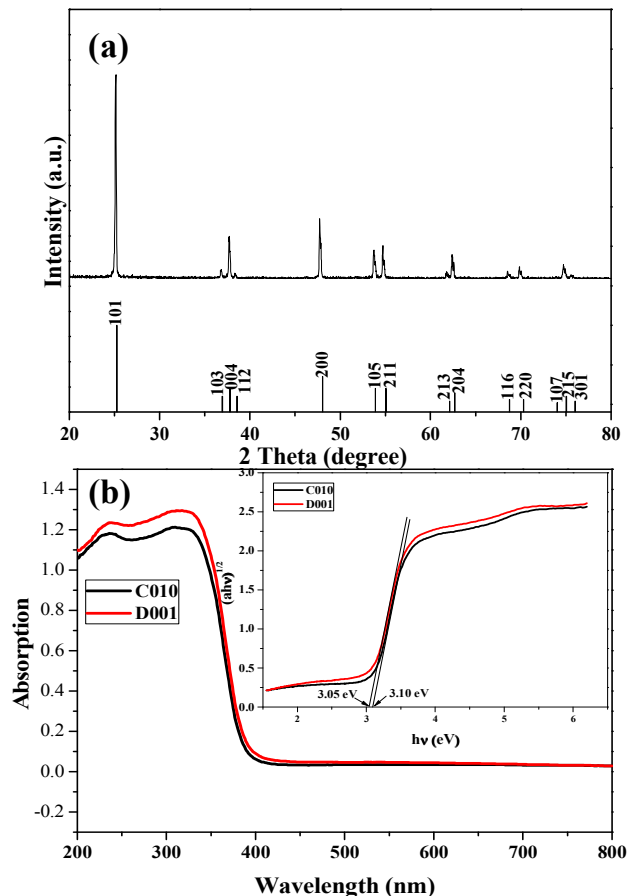 (a)
Intensity (a.u.)
101
103
004
112
200
105
211
213
204
116
220
107
215
301
20 30 40 50 60 70 80
2 Theta (degree)
(b)
1.4
1.2
1.0
0.8
0.6
0.4
0.2
0.0
-0.2
Absorption
C010
D001
200 300 400 500 600 700 800
Wavelength (nm)
3.0
2.5
2.0
1.5
1.0
0.5
0.0
(ahν)1/2
C010
D001
3.05 eV
3.10 eV
2 3 4 5 6
hν (eV)